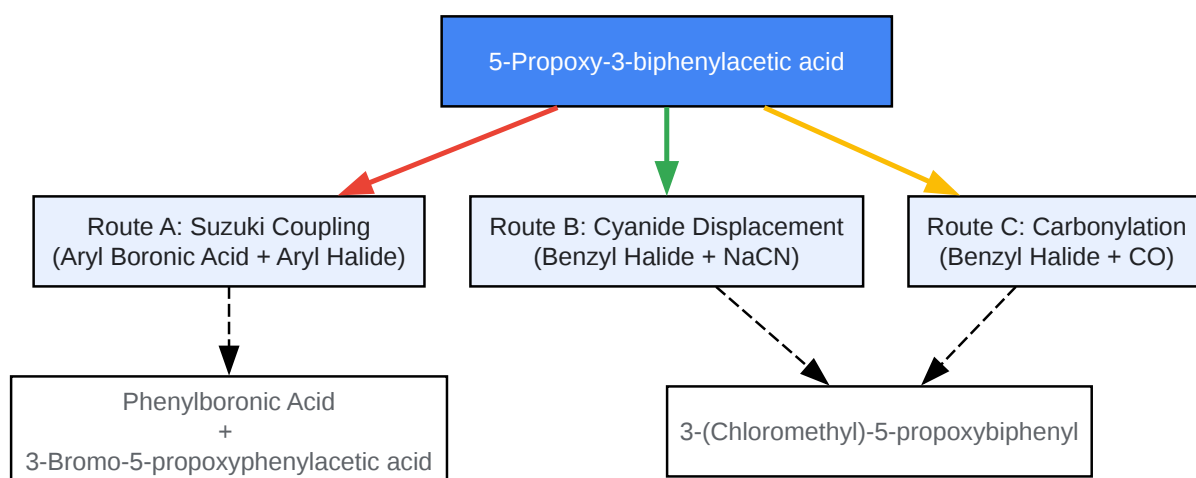 5-Propoxy-3-biphenylacetic acid
Route A: Suzuki Coupling
(Aryl Boronic Acid + Aryl Halide)
Route B: Cyanide Displacement
(Benzyl Halide + NaCN)
Route C: Carbonylation
(Benzyl Halide + CO)
Phenylboronic Acid
+
3-Bromo-5-propoxyphenylacetic acid
3-(Chloromethyl)-5-propoxybiphenyl